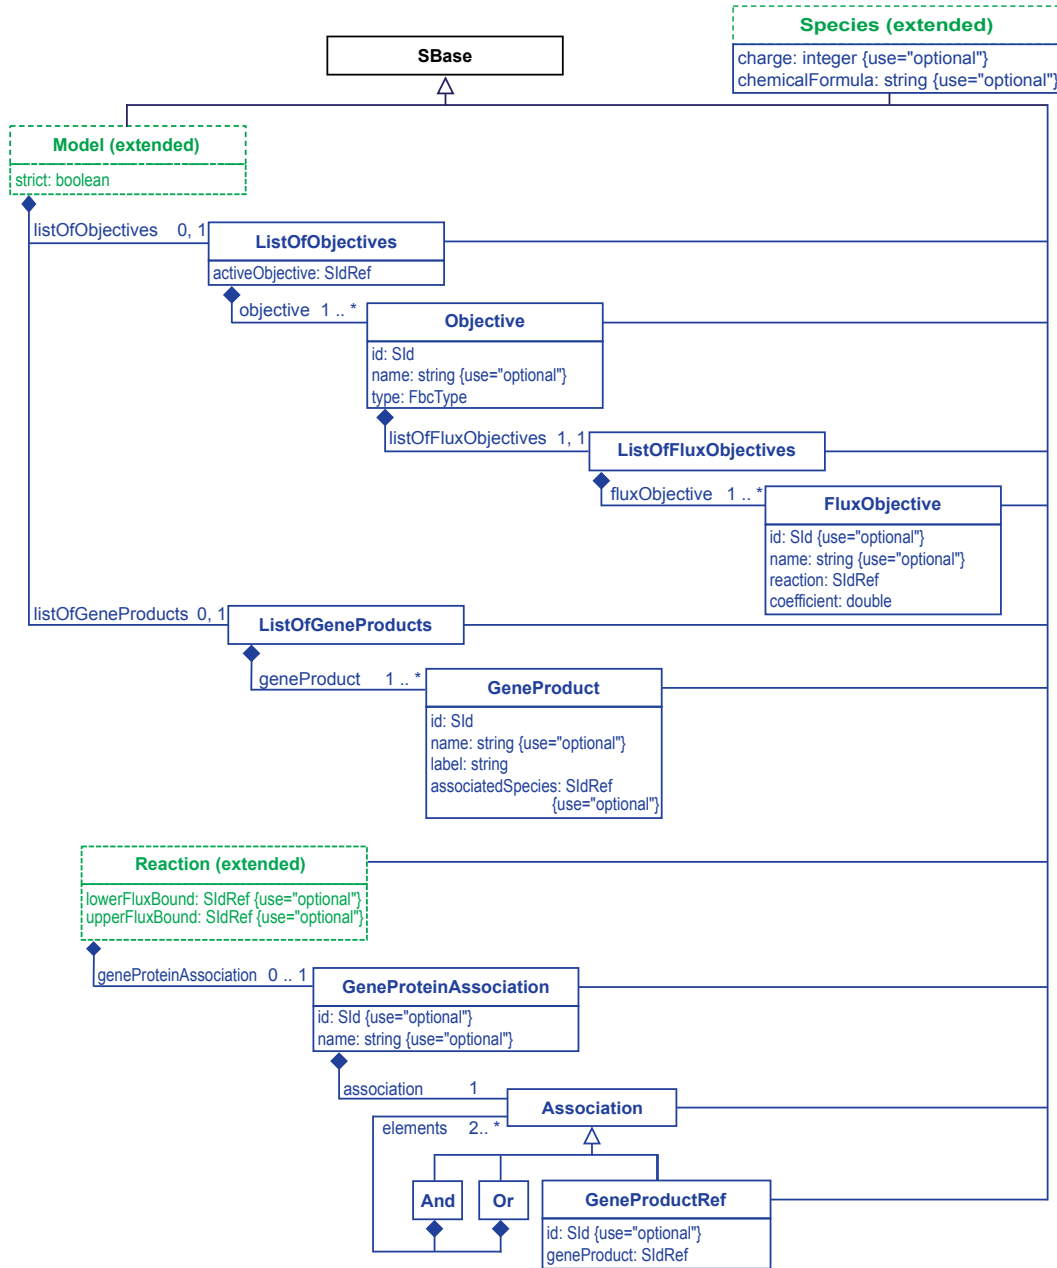 Species (extended)
charge: integer {use="optional"}
chemicalFormula: string {use="optional"}
SBase
Model (extended)
strict: boolean
listOfObjectives 0, 1
ListOfObjectives
activeObjective: SIdRef
objective 1 .. *
Objective
id: SId
name: string {use="optional"}
type: FbcType
listOfFluxObjectives 1, 1
ListOfFluxObjectives
fluxObjective 1 .. *
FluxObjective
id: SId {use="optional"}
name: string {use="optional"}
reaction: SIdRef
coefficient: double
listOfGeneProducts 0, 1
ListOfGeneProducts
geneProduct 1 .. *
GeneProduct
id: SId
name: string {use="optional"}
label: string
associatedSpecies: SIdRef
{use="optional"}
Reaction (extended)
lowerFluxBound: SIdRef {use="optional"}
upperFluxBound: SIdRef {use="optional"}
geneProteinAssociation 0 .. 1
GeneProteinAssociation
id: SId {use="optional"}
name: string {use="optional"}
association 1
Association
elements 2.. *
And
Or
GeneProductRef
id: SId {use="optional"}
geneProduct: SIdRef